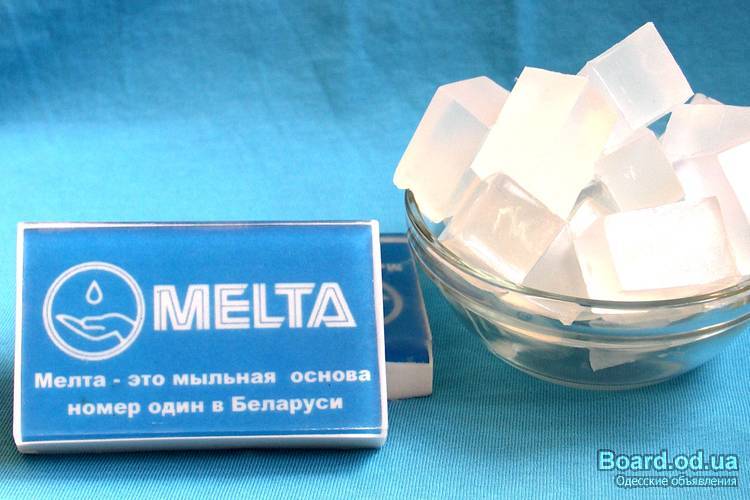 MELTA
Мелта - это мыльная основа
номер один в Беларуси
Board.od.ua
Одесские объявления